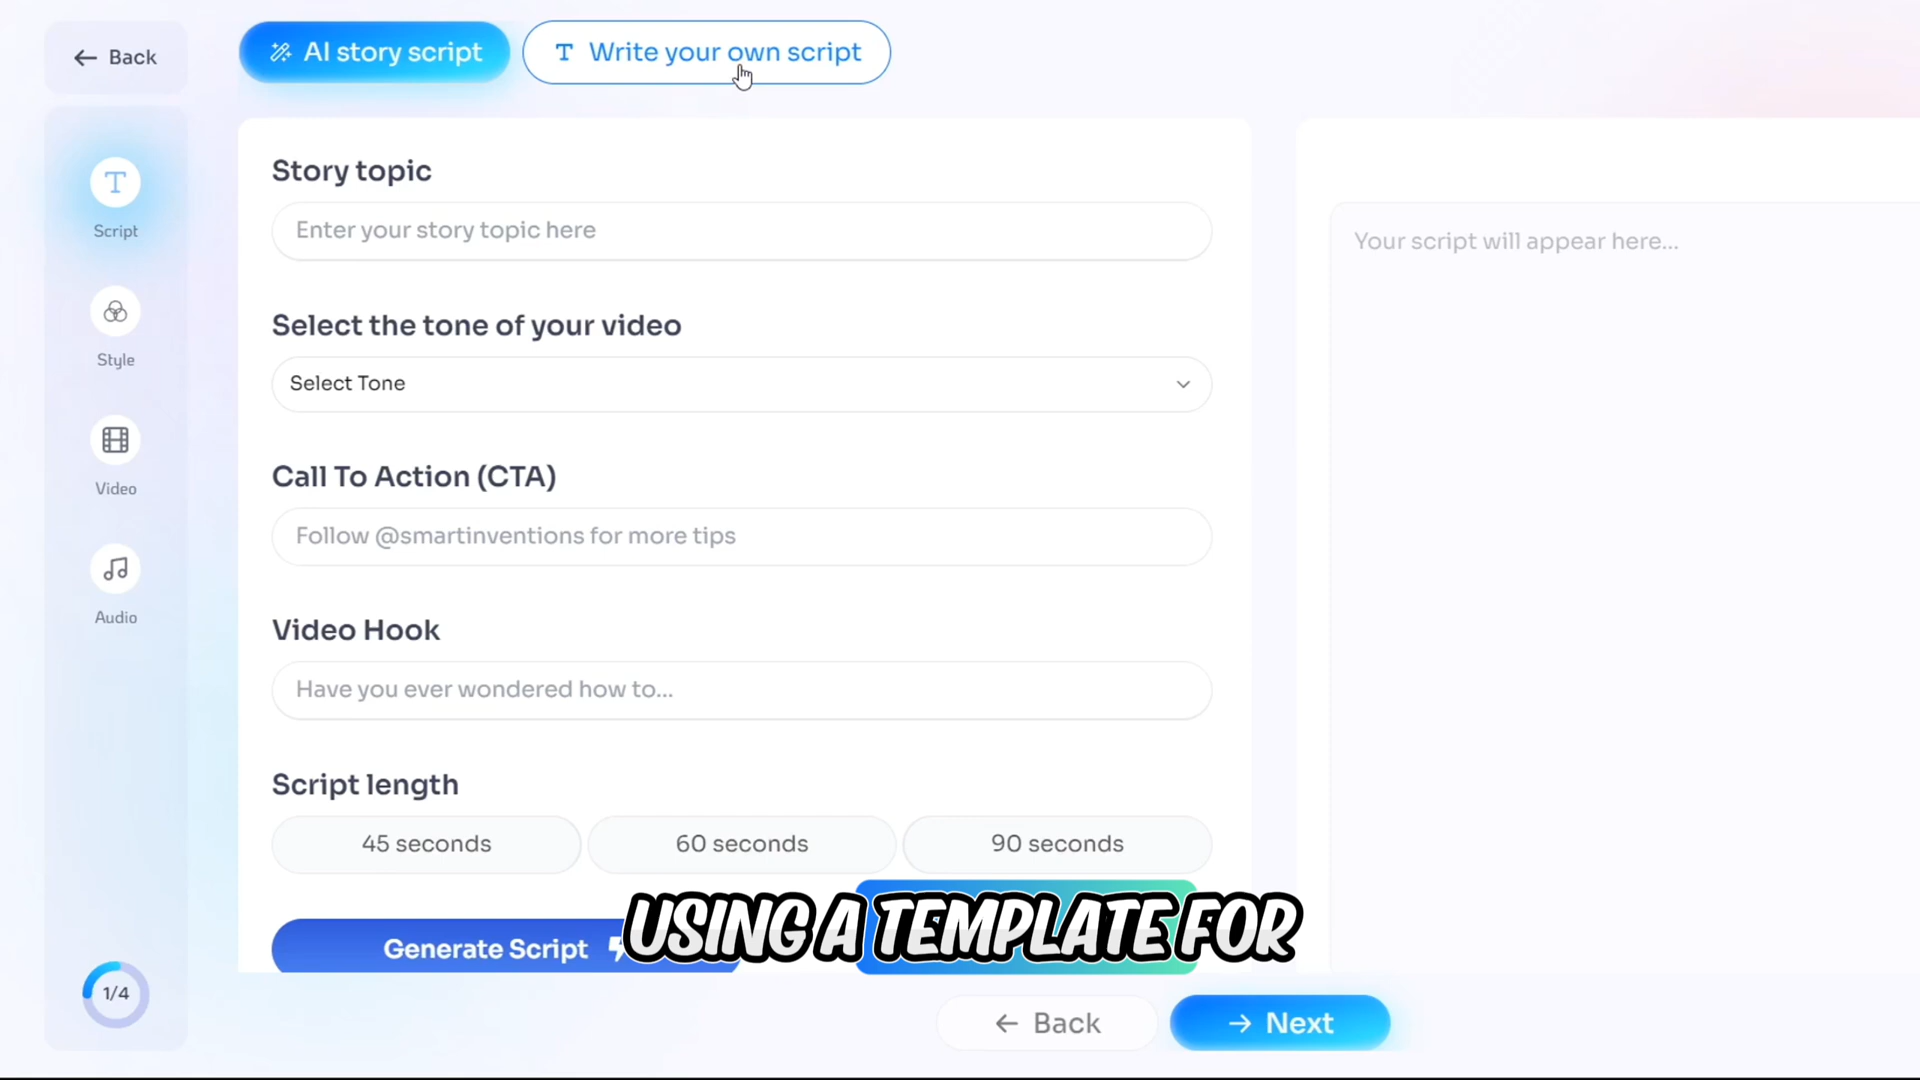 Back
AI story script
Write your own script
Script
Style
Video
Audio
1/4
Story topic
Enter your story topic here
Select the tone of your video
Select Tone
Call To Action (CTA)
Follow @smartinventions for more tips
Video Hook
Have you ever wondered how to...
Script length
45 seconds
60 seconds
90 seconds
Generate Script
USING A TEMPLATE FOR
Your script will appear here...
Back
Next